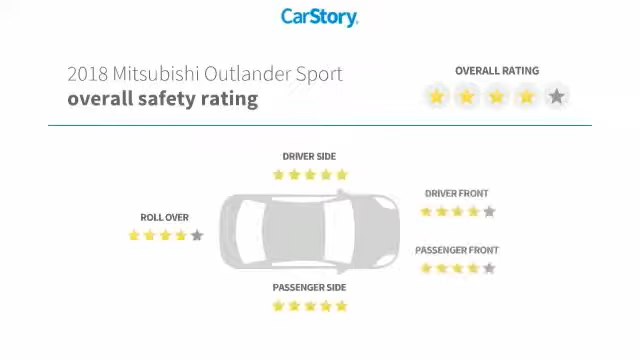 CarStory.
2018 Mitsubishi Outlander Sport
overall safety rating
OVERALL RATING
DRIVER SIDE
DRIVER FRONT
ROLL OVER
PASSENGER FRONT
PASSENGER SIDE